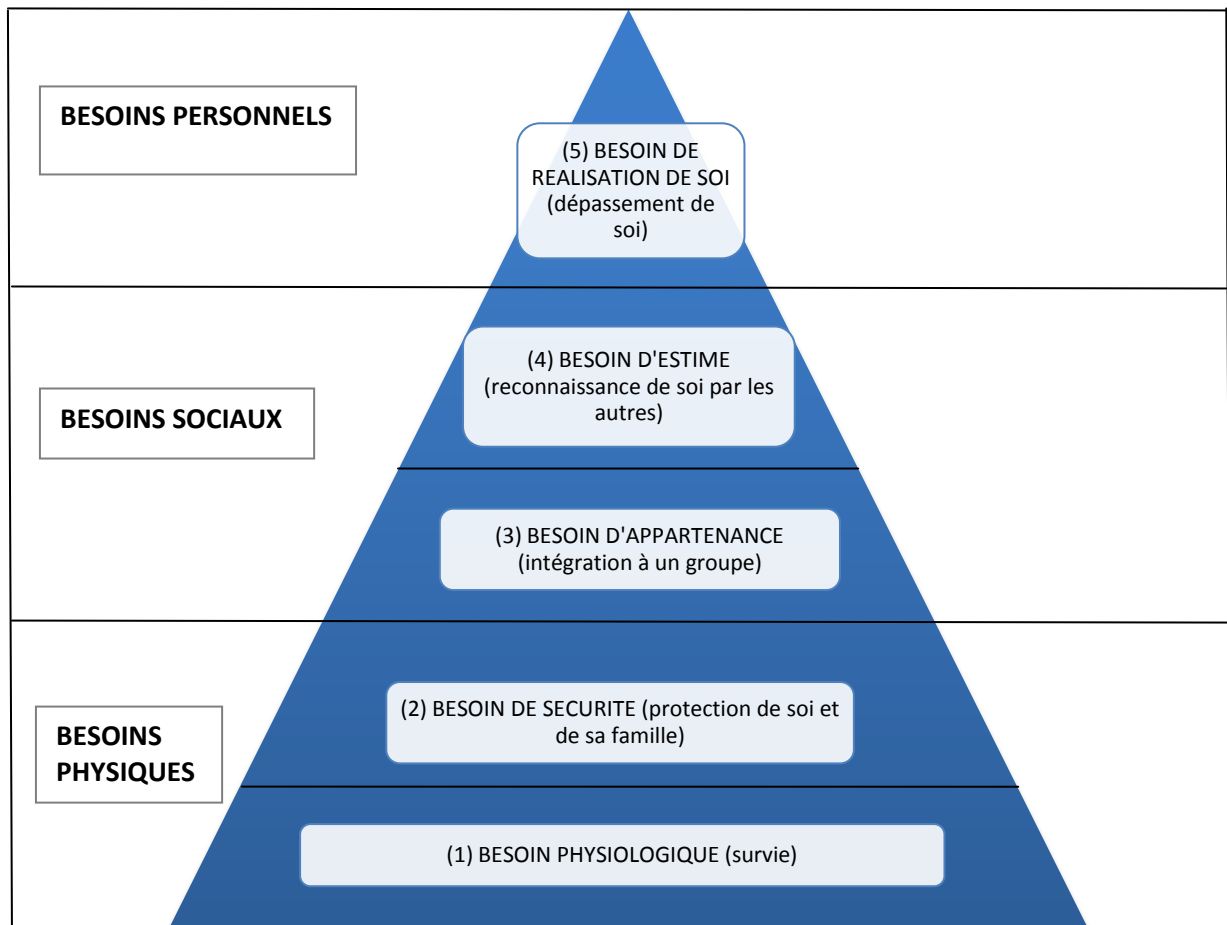 BESOINS PERSONNELS
(5) BESOIN DE
REALISATION DE SOI
(dépassement de
soi)
BESOINS SOCIAUX
(4) BESOIN D'ESTIME
(reconnaissance de soi par les
autres)
(3) BESOIN D'APPARTENANCE
(intégration à un groupe)
BESOINS
PHYSIQUES
(2) BESOIN DE SECURITE (protection de soi et
de sa famille)
(1) BESOIN PHYSIOLOGIQUE (survie)